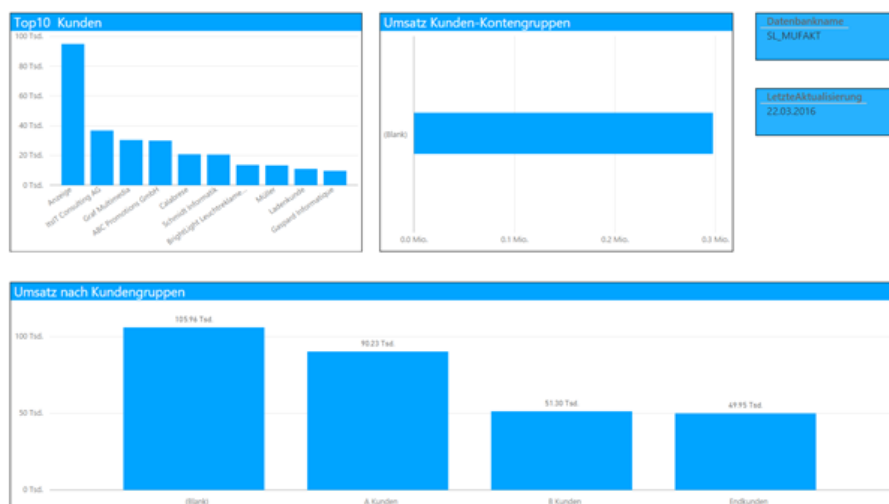 Top10 Kunden
100 Tsd.
80 Tsd.
60 Tsd.
40 Tsd.
20 Tsd.
0 Tsd.
Anzeige
ItsIT Consulting AG
Graf Multimedia
ABC Promotions GmbH
Calabrese
Schmidt Informatik
BrightLight Leuchtreklame...
Müller
Ladenkunde
Gaspard Informatique
Umsatz Kunden-Kontengruppen
(Blank)
0.0 Mio.
0.1 Mio.
0.2 Mio.
0.3 Mio.
Datenbankname
SL_MUFAKT
LetzteAktualisierung
22.03.2016
Umsatz nach Kundengruppen
100 Tsd.
50 Tsd.
0 Tsd.
105.96 Tsd.
90.23 Tsd.
51.30 Tsd.
49.95 Tsd.
(Blank)
A Kunden
B Kunden
Endkunden